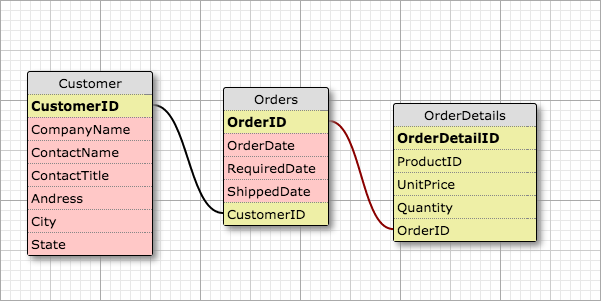 Customer
CustomerID
CompanyName
ContactName
ContactTitle
Andress
City
State
Orders
OrderID
OrderDate
RequiredDate
ShippedDate
CustomerID
OrderDetails
OrderDetailID
ProductID
UnitPrice
Quantity
OrderID